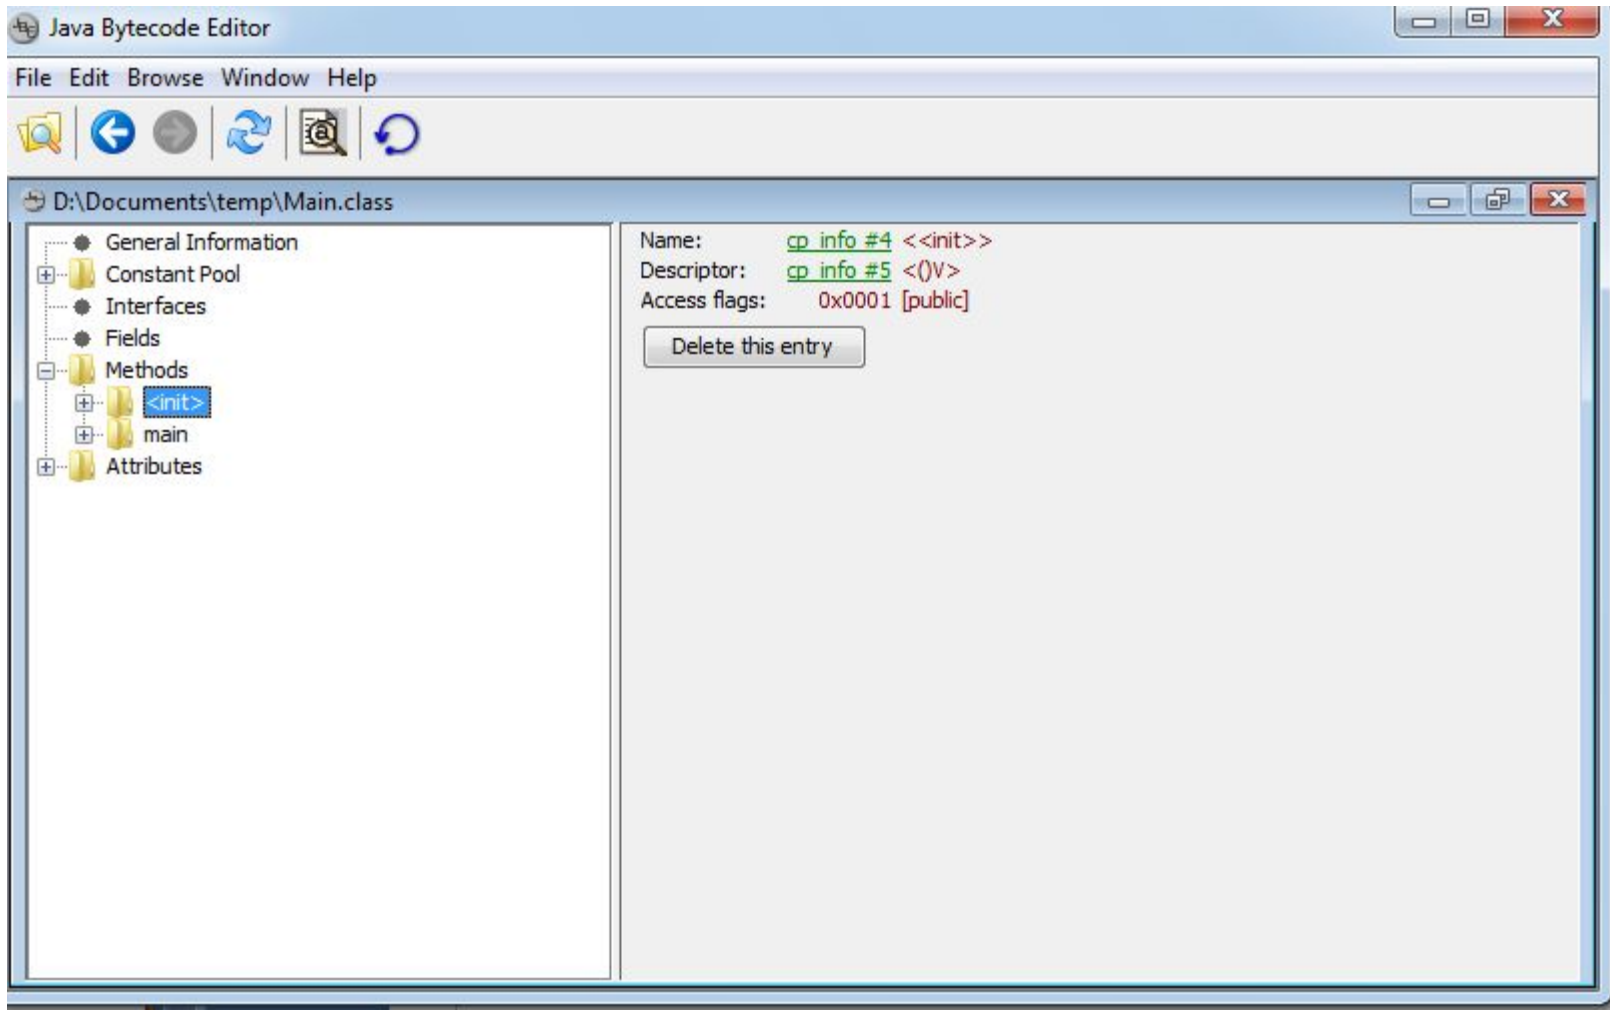 Java Bytecode Editor
File Edit Browse Window Help
D:\Documents\temp\Main.class
General Information
Constant Pool
Interfaces
Fields
Methods
<init>
main
Attributes
Name: cp_info #4 <<init>>
Descriptor: cp_info #5 <()V>
Access flags: 0x0001 [public]
Delete this entry